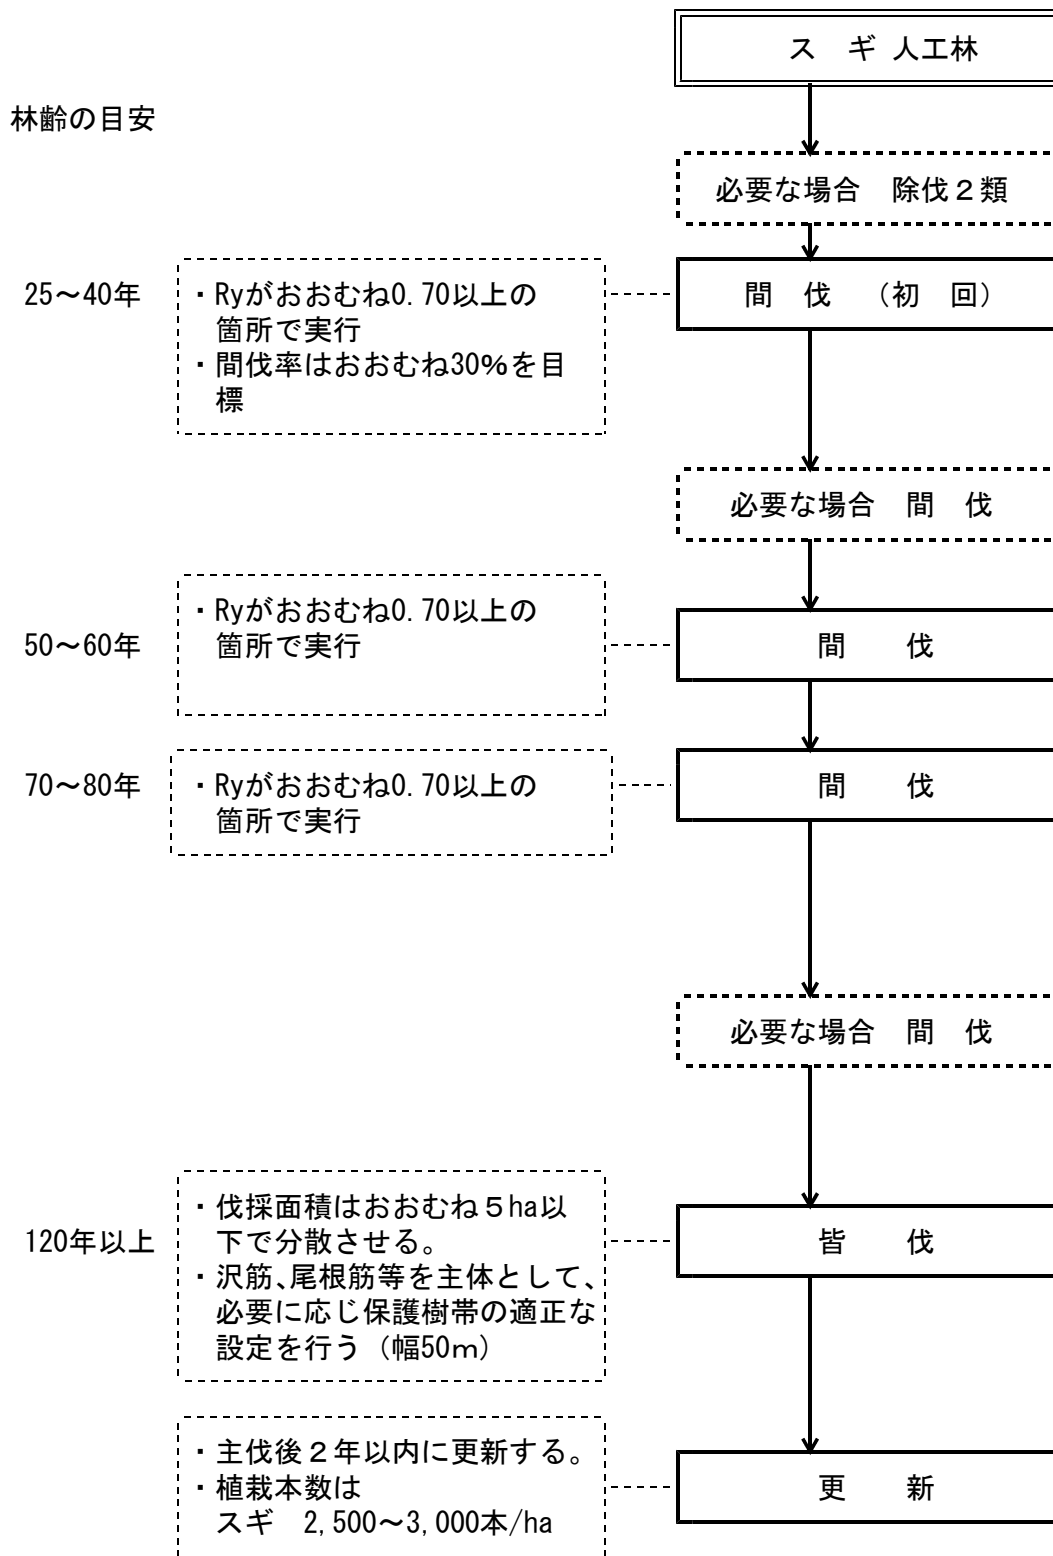 ス　ギ 人工林
林齢の目安
必要な場合　除伐２類
25～40年
・Ryがおおむね0.70以上の
箇所で実行
・間伐率はおおむね30%を目
標
間　伐　（初　回）
必要な場合　間　伐
50～60年
・Ryがおおむね0.70以上の
箇所で実行
間　　伐
70～80年
・Ryがおおむね0.70以上の
箇所で実行
間　　伐
必要な場合　間　伐
120年以上
・伐採面積はおおむね５ha以
下で分散させる。
・沢筋、尾根筋等を主体として、
必要に応じ保護樹帯の適正な
設定を行う（幅50ｍ）
皆　　伐
・主伐後２年以内に更新する。
・植栽本数は
スギ　2,500～3,000本/ha
更　　新